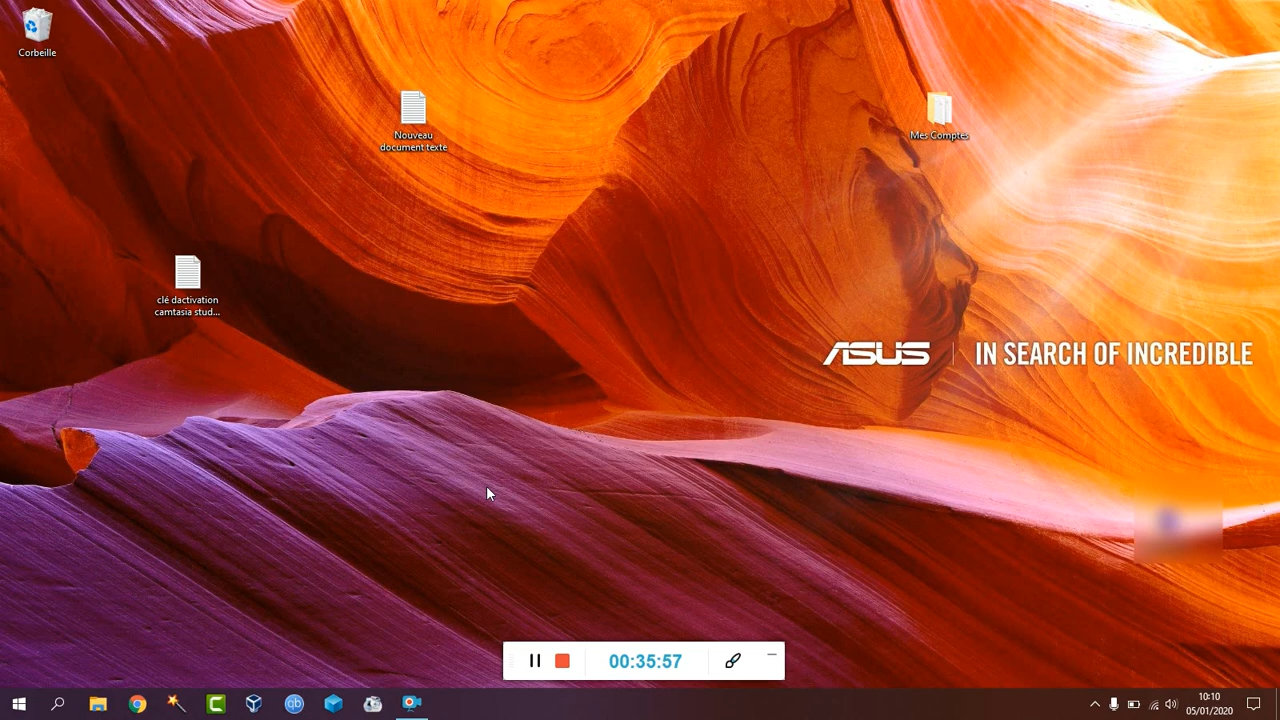 Corbeille
Nouveau
document texte
Mes Comptes
clé dactivation
camtasia stud...
ASUS IN SEARCH OF INCREDIBLE
00:35:57
qb
10:10
05/01/2020